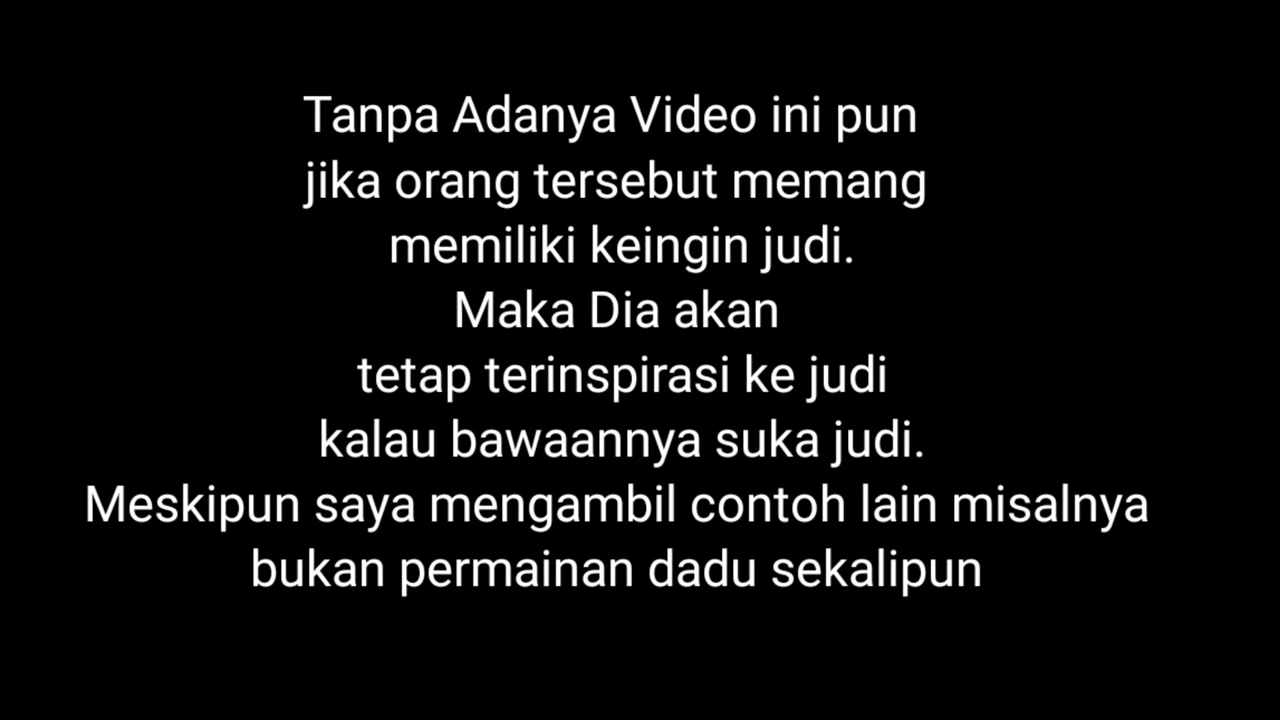 Tanpa Adanya Video ini pun
jika orang tersebut memang
memiliki keingin judi.
Maka Dia akan
tetap terinspirasi ke judi
kalau bawaannya suka judi.
Meskipun saya mengambil contoh lain misalnya
bukan permainan dadu sekalipun